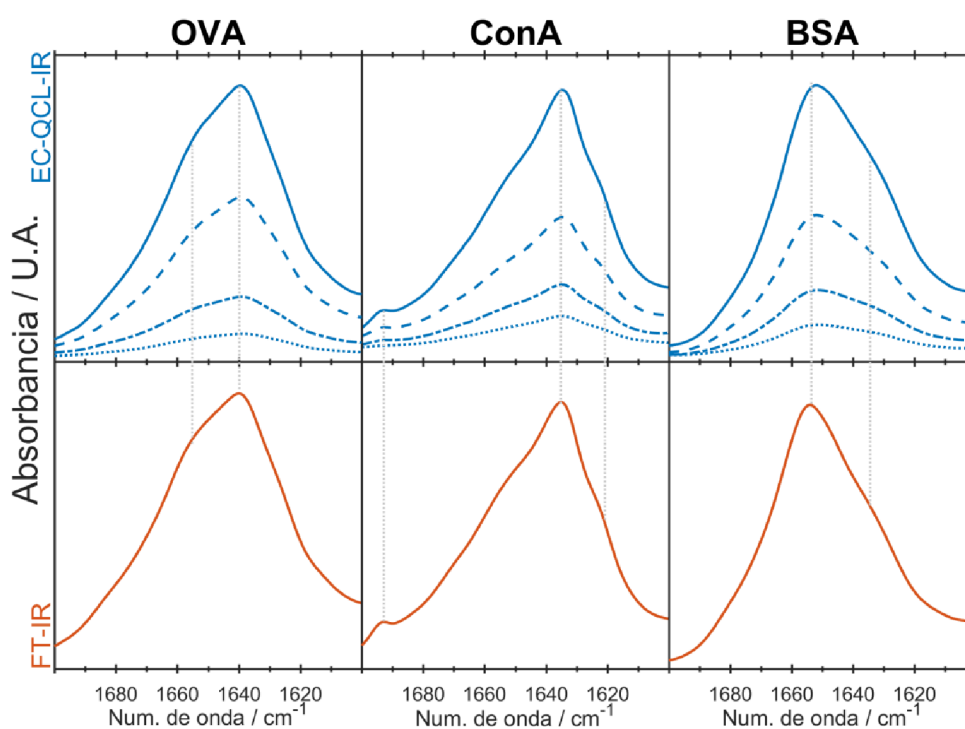 OVA ConA BSA
EC-QCL-IR
Absorbancia / U.A.
FT-IR
1680 1660 1640 1620 1680 1660 1640 1620 1680 1660 1640 1620
Num. de onda / cm⁻¹ Num. de onda / cm⁻¹ Num. de onda / cm⁻¹